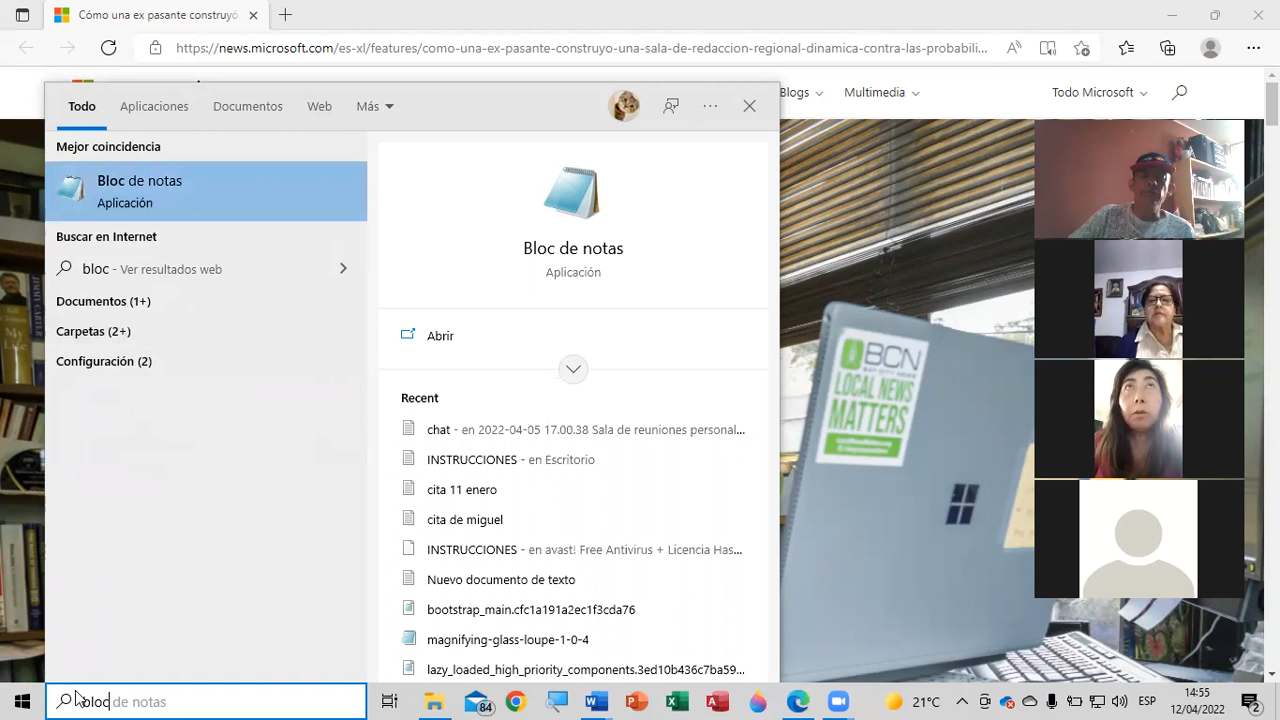 Cómo una ex pasante construyó
https://news.microsoft.com/es-xl/features/como-una-ex-pasante-construyo-una-sala-de-redaccion-regional-dinamica-contra-las-probabili...
Blogs
Multimedia
Todo Microsoft
Todo
Aplicaciones
Documentos
Web
Más
Mejor coincidencia
Bloc de notas
Aplicación
Buscar en Internet
bloc - Ver resultados web
Documentos (1+)
Carpetas (2+)
Configuración (2)
Bloc de notas
Aplicación
Abrir
Recent
chat - en 2022-04-05 17.00.38 Sala de reuniones personal...
INSTRUCCIONES - en Escritorio
cita 11 enero
cita de miguel
INSTRUCCIONES - en avast! Free Antivirus + Licencia Has...
Nuevo documento de texto
bootstrap_main.cfc1a191a2ec1f3cda76
magnifying-glass-loupe-1-0-4
lazy_loaded_high_priority_components.3ed10b436c7ba59...
BCN
BAY CITY NEWS
LOCAL NEWS
MATTERS
bloc de notas
84
21°C
ESP
14:55
12/04/2022
2